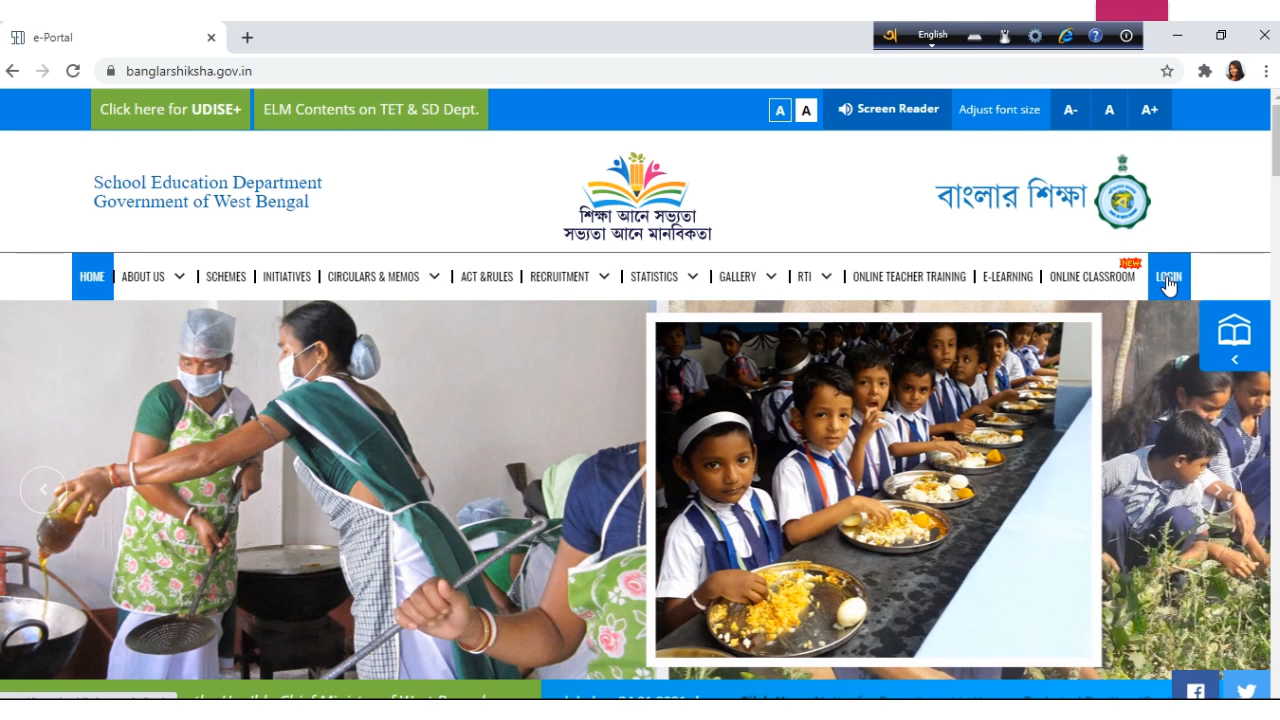 e-Portal
English
banglarshiksha.gov.in
Click here for UDISE+
ELM Contents on TET & SD Dept.
A A
Screen Reader
Adjust font size
A- A A+
School Education Department
Government of West Bengal
শিক্ষা আনে সভ্যতা
সভ্যতা আনে মানবিকতা
বাংলার শিক্ষা
HOME
ABOUT US
SCHEMES
INITIATIVES
CIRCULARS & MEMOS
ACT &RULES
RECRUITMENT
STATISTICS
GALLERY
RTI
ONLINE TEACHER TRAINING
E-LEARNING
ONLINE CLASSROOM
NEW
LOGIN